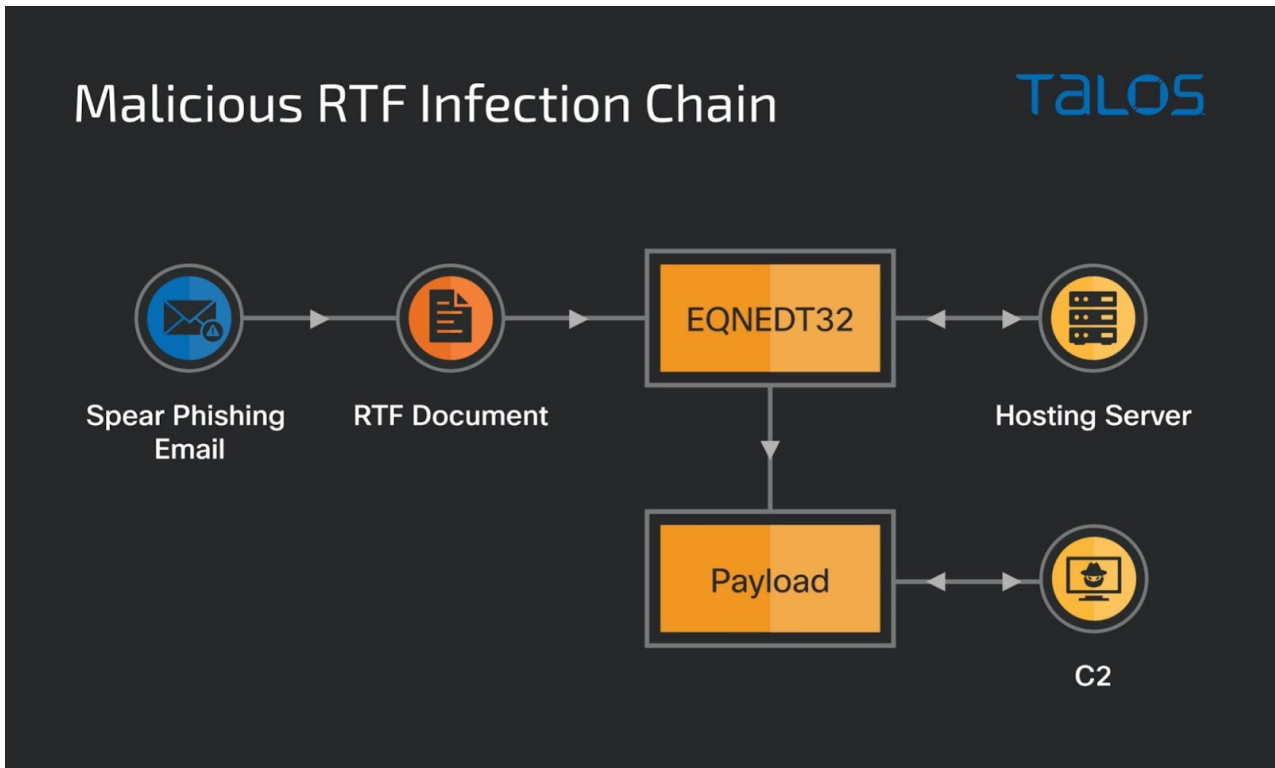 Malicious RTF Infection Chain
TALOS
EQNEDT32
Spear Phishing
Email
RTF Document
Hosting Server
Payload
C2